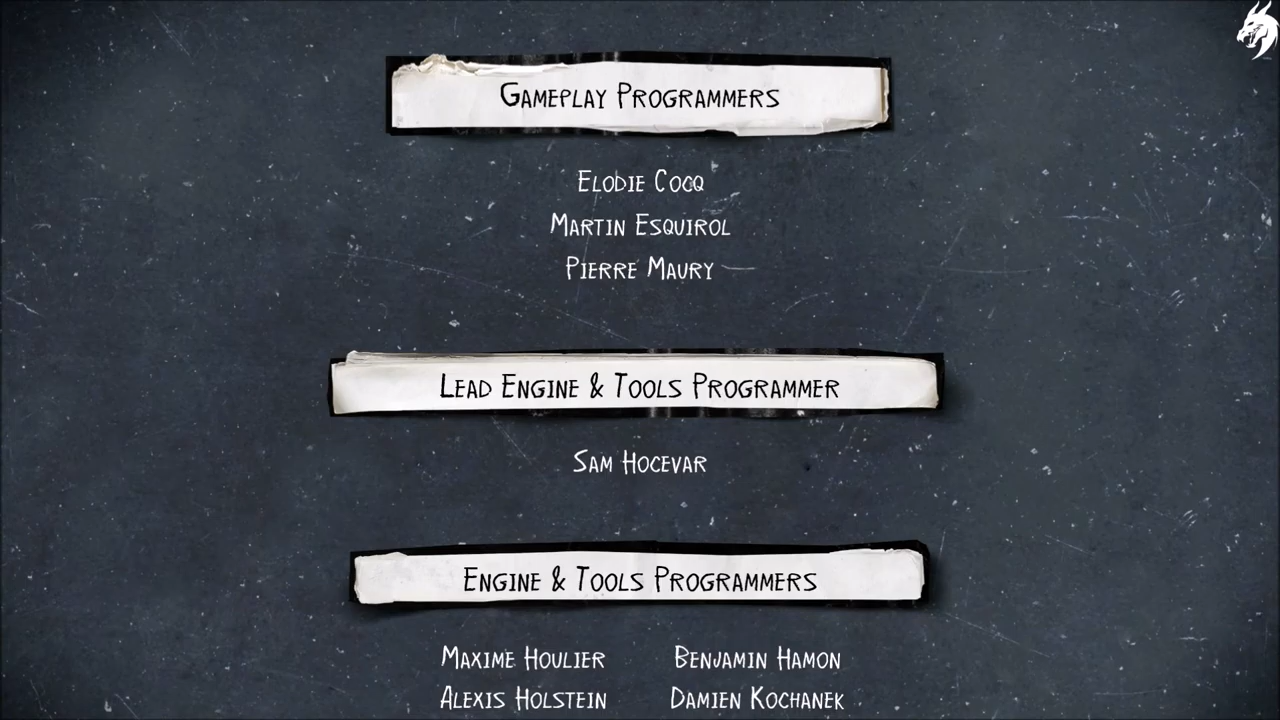 Gameplay Programmers
Elodie Cocq
Martin Esquirol
Pierre Maury
Lead Engine & Tools Programmer
Sam Hocevar
Engine & Tools Programmers
Maxime Houlier Benjamin Hamon
Alexis Holstein Damien Kochanek